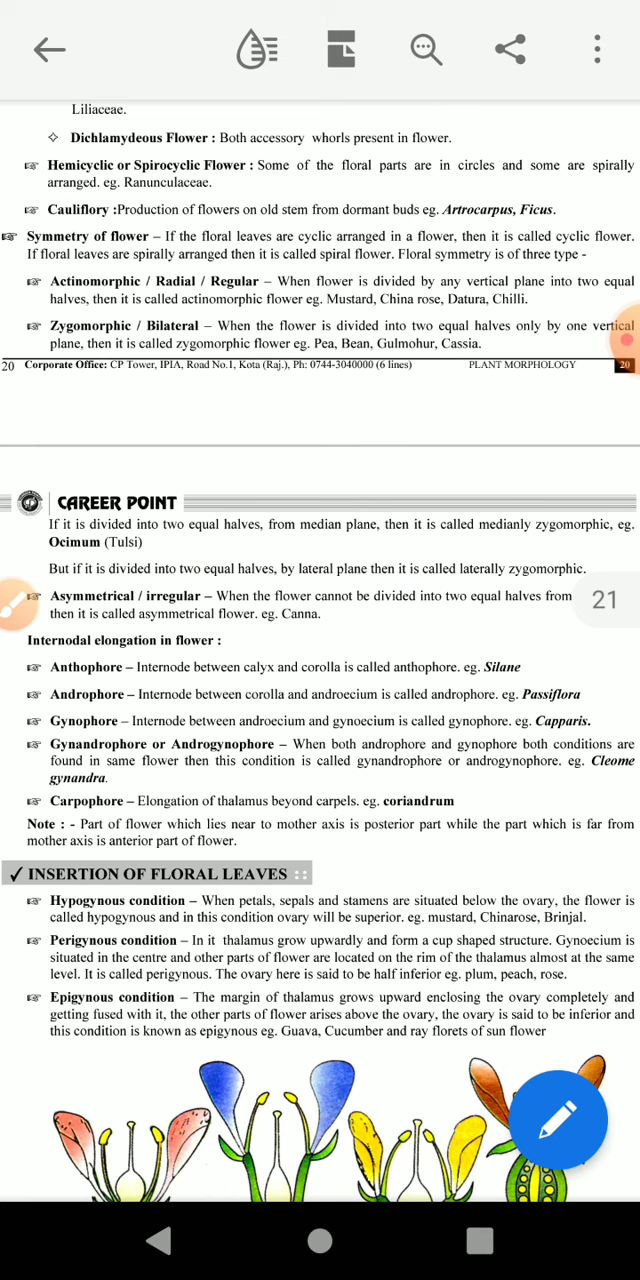 Liliaceae.
✧ Dichlamydeous Flower : Both accessory whorls present in flower.
☞ Hemicyclic or Spirocyclic Flower : Some of the floral parts are in circles and some are spirally
arranged. eg. Ranunculaceae.
☞ Cauliflory :Production of flowers on old stem from dormant buds eg. Artrocarpus, Ficus.
☞ Symmetry of flower – If the floral leaves are cyclic arranged in a flower, then it is called cyclic flower.
If floral leaves are spirally arranged then it is called spiral flower. Floral symmetry is of three type -
☞ Actinomorphic / Radial / Regular – When flower is divided by any vertical plane into two equal
halves, then it is called actinomorphic flower eg. Mustard, China rose, Datura, Chilli.
☞ Zygomorphic / Bilateral – When the flower is divided into two equal halves only by one vertical
plane, then it is called zygomorphic flower eg. Pea, Bean, Gulmohur, Cassia.
20 Corporate Office: CP Tower, IPIA, Road No.1, Kota (Raj.), Ph: 0744-3040000 (6 lines) PLANT MORPHOLOGY 20
CAREER POINT
If it is divided into two equal halves, from median plane, then it is called medianly zygomorphic, eg.
Ocimum (Tulsi)
But if it is divided into two equal halves, by lateral plane then it is called laterally zygomorphic.
☞ Asymmetrical / irregular – When the flower cannot be divided into two equal halves from
21
then it is called asymmetrical flower. eg. Canna.
Internodal elongation in flower :
☞ Anthophore – Internode between calyx and corolla is called anthophore. eg. Silane
☞ Androphore – Internode between corolla and androecium is called androphore. eg. Passiflora
☞ Gynophore – Internode between androecium and gynoecium is called gynophore. eg. Capparis.
☞ Gynandrophore or Androgynophore – When both androphore and gynophore both conditions are
found in same flower then this condition is called gynandrophore or androgynophore. eg. Cleome
gynandra.
☞ Carpophore – Elongation of thalamus beyond carpels. eg. coriandrum
Note : - Part of flower which lies near to mother axis is posterior part while the part which is far from
mother axis is anterior part of flower.
✓ INSERTION OF FLORAL LEAVES ::
☞ Hypogynous condition – When petals, sepals and stamens are situated below the ovary, the flower is
called hypogynous and in this condition ovary will be superior. eg. mustard, Chinarose, Brinjal.
☞ Perigynous condition – In it thalamus grow upwardly and form a cup shaped structure. Gynoecium is
situated in the centre and other parts of flower are located on the rim of the thalamus almost at the same
level. It is called perigynous. The ovary here is said to be half inferior eg. plum, peach, rose.
☞ Epigynous condition – The margin of thalamus grows upward enclosing the ovary completely and
getting fused with it, the other parts of flower arises above the ovary, the ovary is said to be inferior and
this condition is known as epigynous eg. Guava, Cucumber and ray florets of sun flower